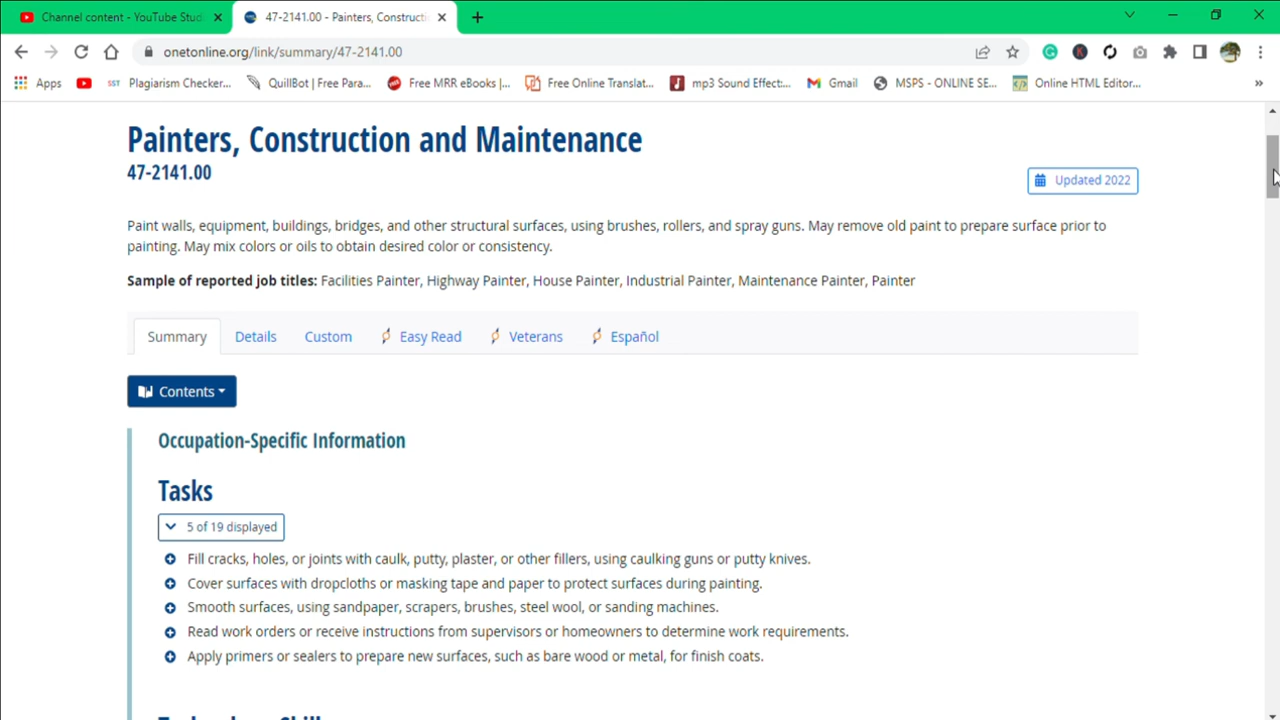 Channel content - YouTube Stud
47-2141.00 - Painters, Constructi
onetonline.org/link/summary/47-2141.00
Apps
SST Plagiarism Checker...
QuillBot | Free Para...
Free MRR eBooks |...
Free Online Translat...
mp3 Sound Effect:...
Gmail
MSPS - ONLINE SE...
Online HTML Editor...
»
Painters, Construction and Maintenance
47-2141.00
Updated 2022
Paint walls, equipment, buildings, bridges, and other structural surfaces, using brushes, rollers, and spray guns. May remove old paint to prepare surface prior to
painting. May mix colors or oils to obtain desired color or consistency.
Sample of reported job titles: Facilities Painter, Highway Painter, House Painter, Industrial Painter, Maintenance Painter, Painter
Summary
Details
Custom
Easy Read
Veterans
Español
Contents
Occupation-Specific Information
Tasks
5 of 19 displayed
Fill cracks, holes, or joints with caulk, putty, plaster, or other fillers, using caulking guns or putty knives.
Cover surfaces with dropcloths or masking tape and paper to protect surfaces during painting.
Smooth surfaces, using sandpaper, scrapers, brushes, steel wool, or sanding machines.
Read work orders or receive instructions from supervisors or homeowners to determine work requirements.
Apply primers or sealers to prepare new surfaces, such as bare wood or metal, for finish coats.